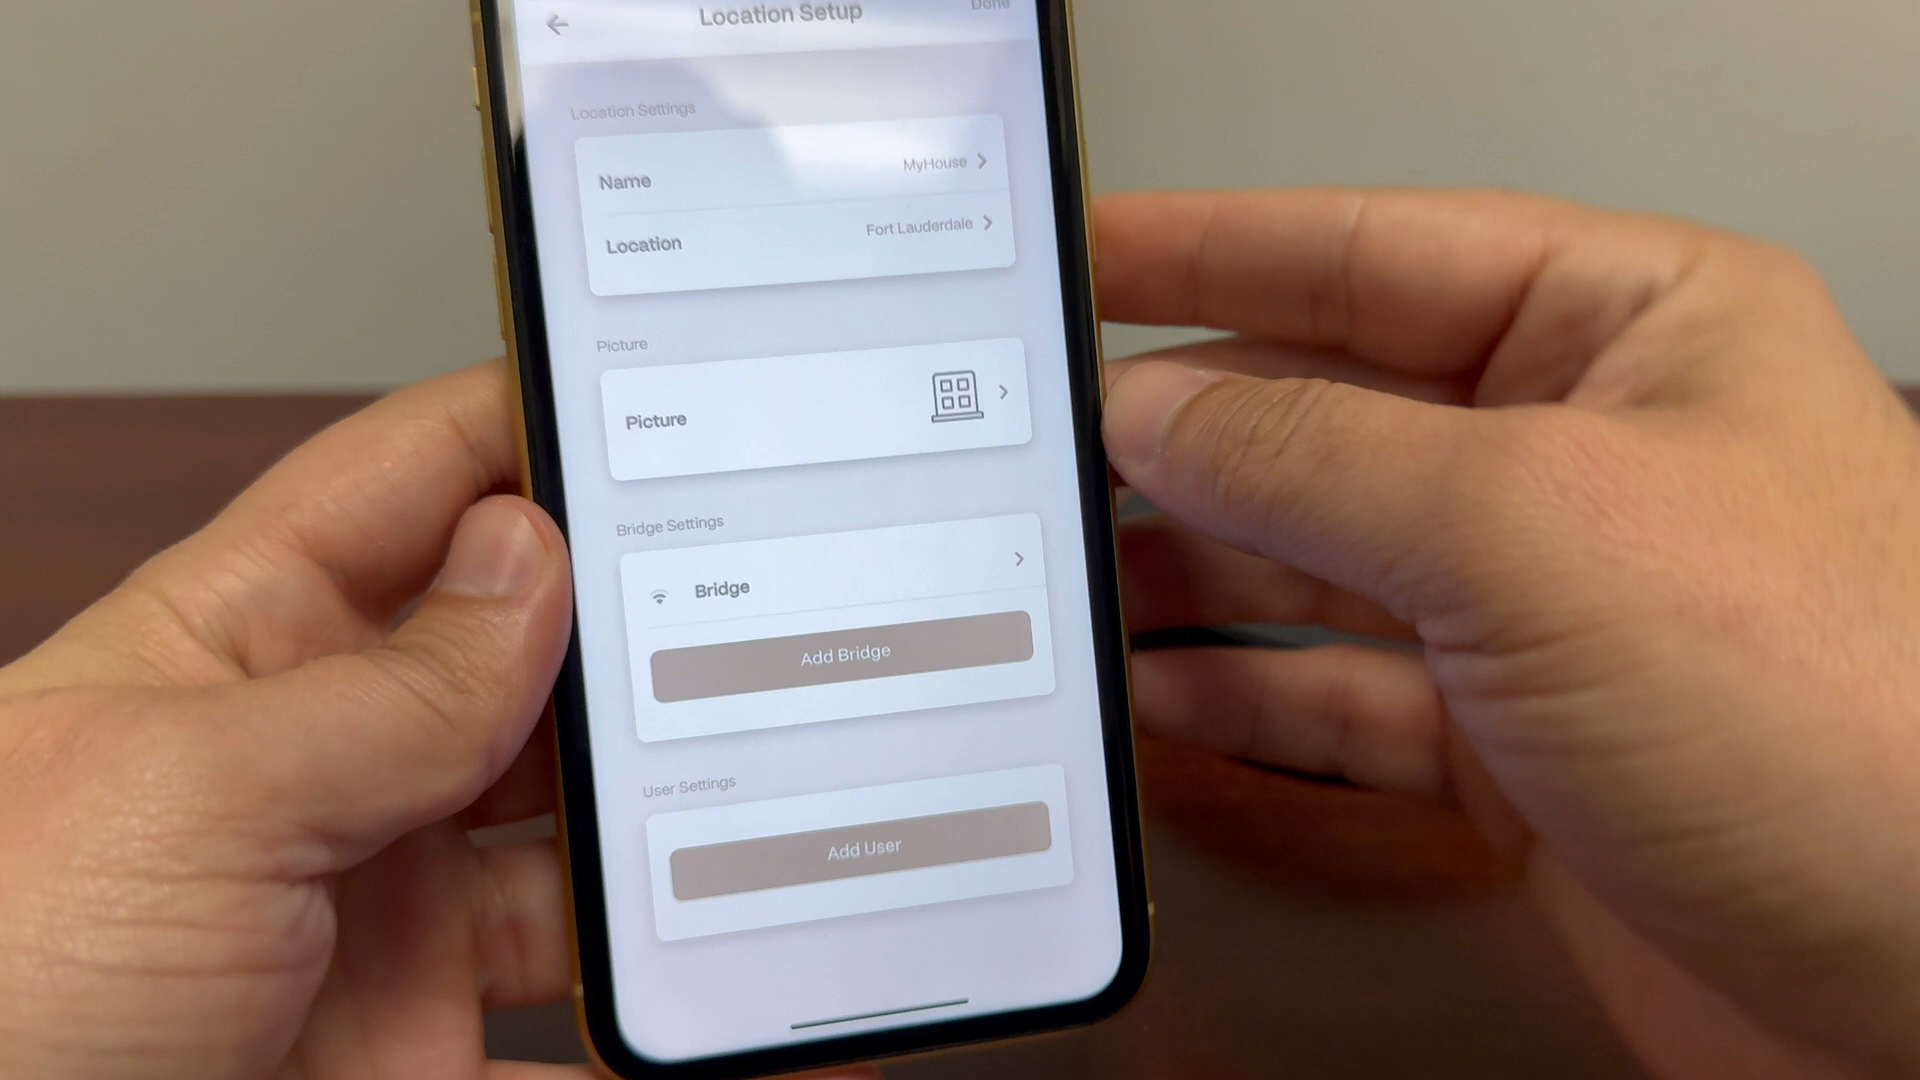 Location Setup
Done
Location Settings
Name
MyHouse
Location
Fort Lauderdale
Picture
Picture
Bridge Settings
Bridge
Add Bridge
User Settings
Add User